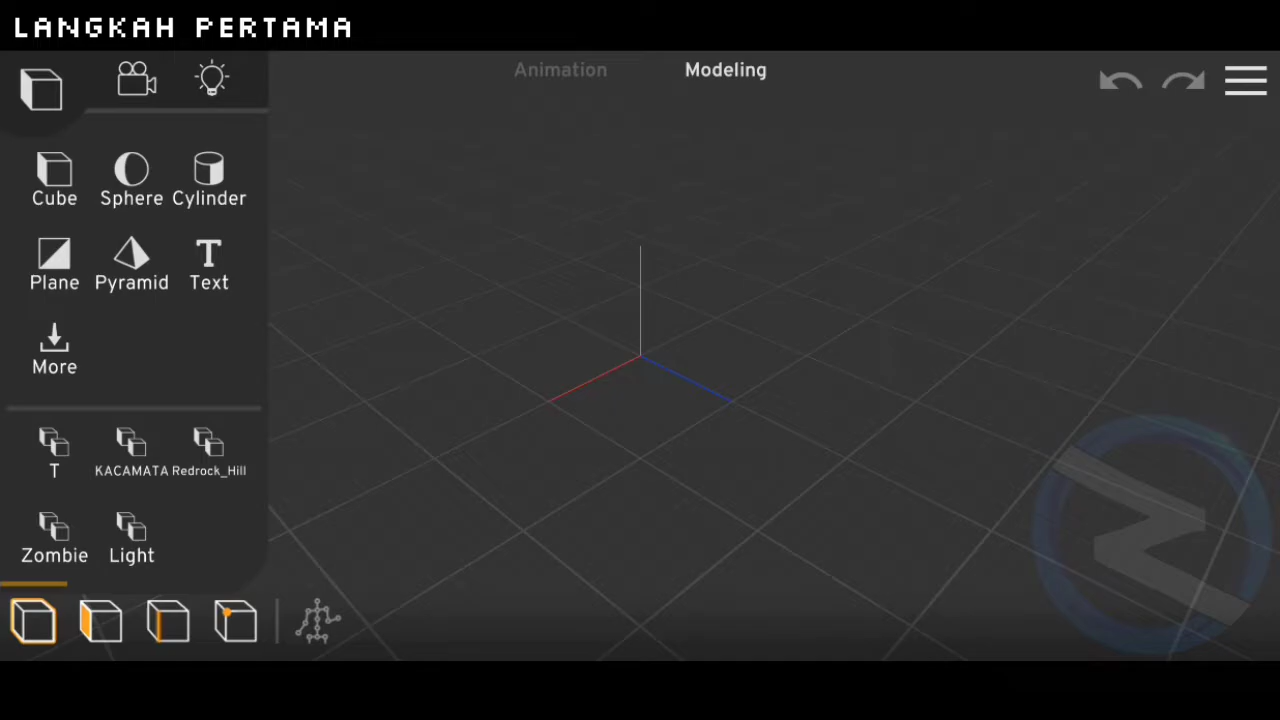 LANGKAH PERTAMA
Animation Modeling
Cube Sphere Cylinder
Plane Pyramid Text
More
T KACAMATA Redrock_Hill
Zombie Light